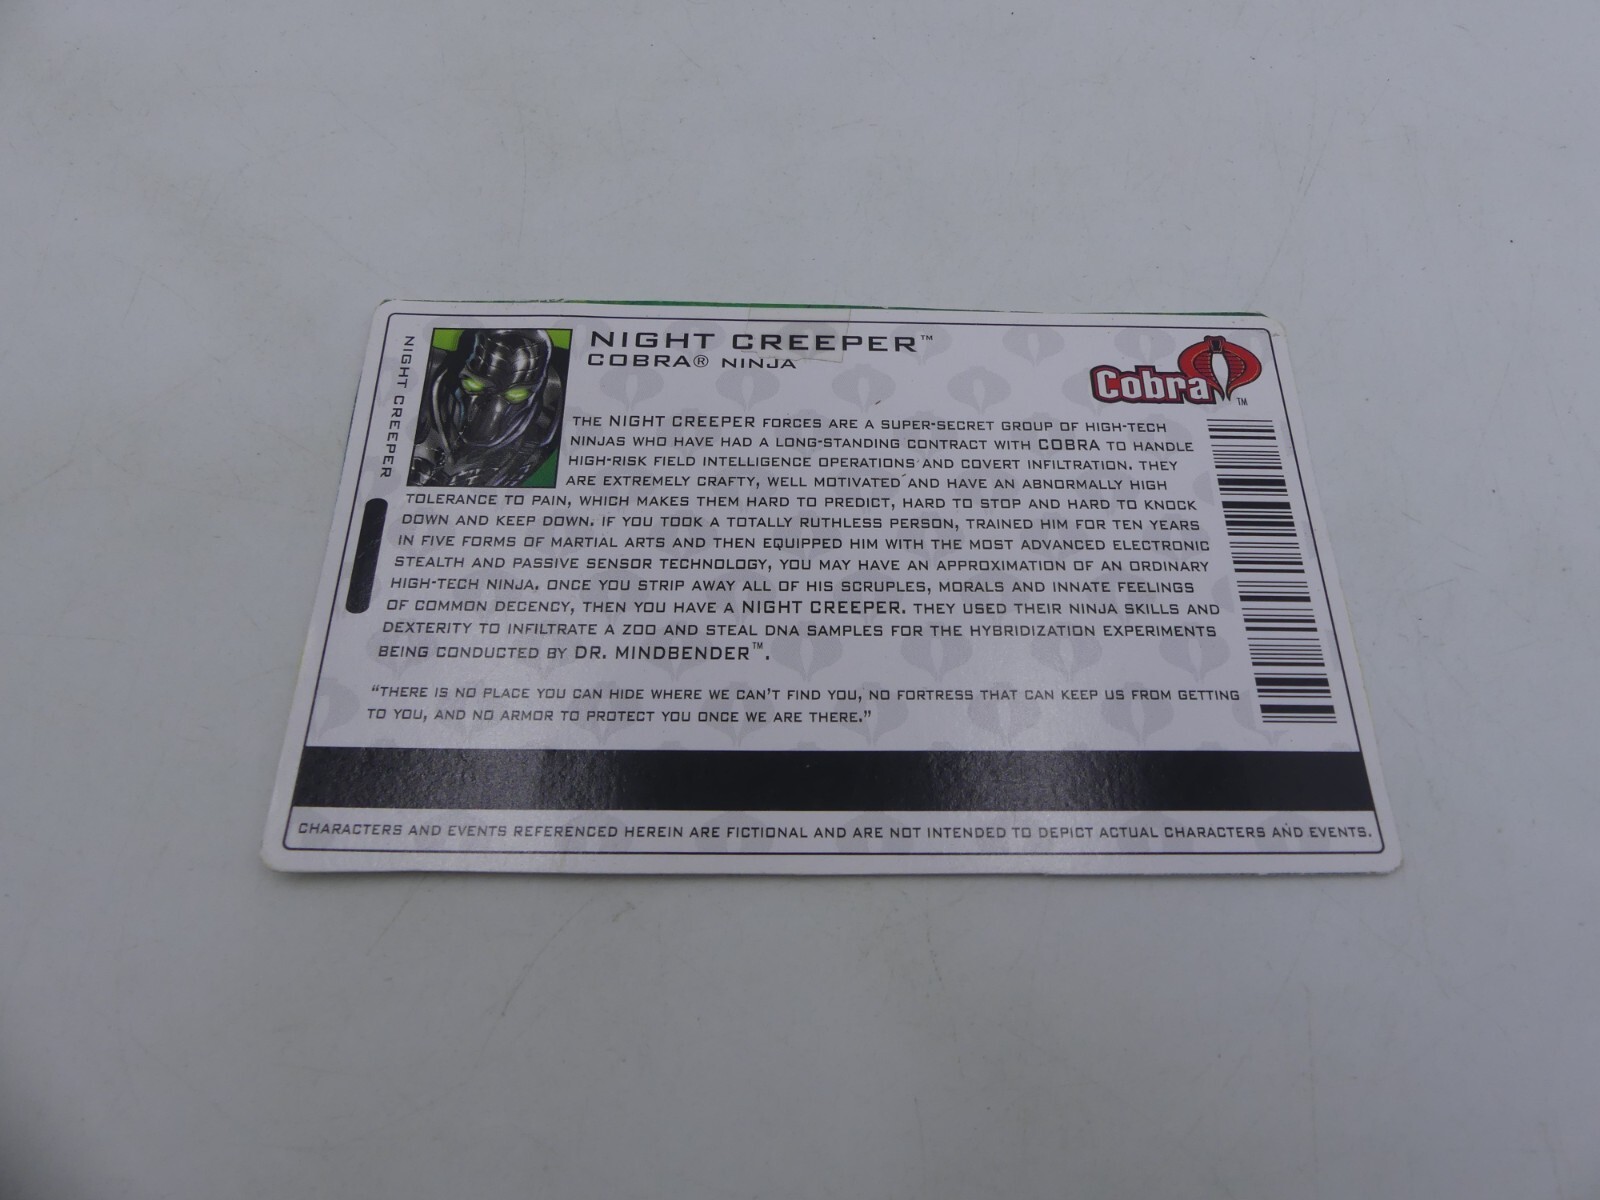 NIGHT CREEPER™
COBRA® NINJA
Cobra™
NIGHT CREEPER
THE NIGHT CREEPER FORCES ARE A SUPER-SECRET GROUP OF HIGH-TECH
NINJAS WHO HAVE HAD A LONG-STANDING CONTRACT WITH COBRA TO HANDLE
HIGH-RISK FIELD INTELLIGENCE OPERATIONS AND COVERT INFILTRATION. THEY
ARE EXTREMELY CRAFTY, WELL MOTIVATED AND HAVE AN ABNORMALLY HIGH
TOLERANCE TO PAIN, WHICH MAKES THEM HARD TO PREDICT, HARD TO STOP AND HARD TO KNOCK
DOWN AND KEEP DOWN. IF YOU TOOK A TOTALLY RUTHLESS PERSON, TRAINED HIM FOR TEN YEARS
IN FIVE FORMS OF MARTIAL ARTS AND THEN EQUIPPED HIM WITH THE MOST ADVANCED ELECTRONIC
STEALTH AND PASSIVE SENSOR TECHNOLOGY, YOU MAY HAVE AN APPROXIMATION OF AN ORDINARY
HIGH-TECH NINJA. ONCE YOU STRIP AWAY ALL OF HIS SCRUPLES, MORALS AND INNATE FEELINGS
OF COMMON DECENCY, THEN YOU HAVE A NIGHT CREEPER. THEY USED THEIR NINJA SKILLS AND
DEXTERITY TO INFILTRATE A ZOO AND STEAL DNA SAMPLES FOR THE HYBRIDIZATION EXPERIMENTS
BEING CONDUCTED BY DR. MINDBENDER™.
“THERE IS NO PLACE YOU CAN HIDE WHERE WE CAN’T FIND YOU, NO FORTRESS THAT CAN KEEP US FROM GETTING
TO YOU, AND NO ARMOR TO PROTECT YOU ONCE WE ARE THERE.”
CHARACTERS AND EVENTS REFERENCED HEREIN ARE FICTIONAL AND ARE NOT INTENDED TO DEPICT ACTUAL CHARACTERS AND EVENTS.